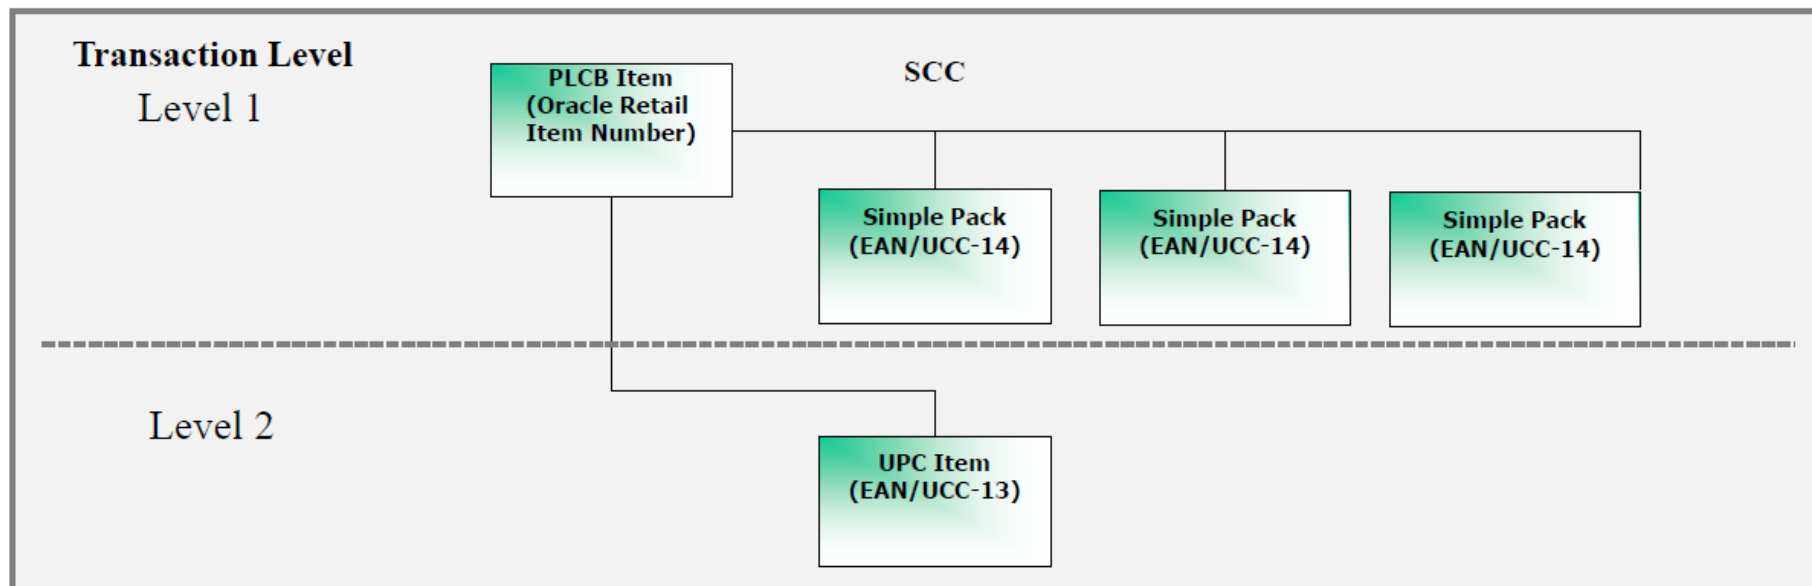 Transaction Level
Level 1
PLCB Item
(Oracle Retail
Item Number)
SCC
Simple Pack
(EAN/UCC-14)
Simple Pack
(EAN/UCC-14)
Simple Pack
(EAN/UCC-14)
Level 2
UPC Item
(EAN/UCC-13)